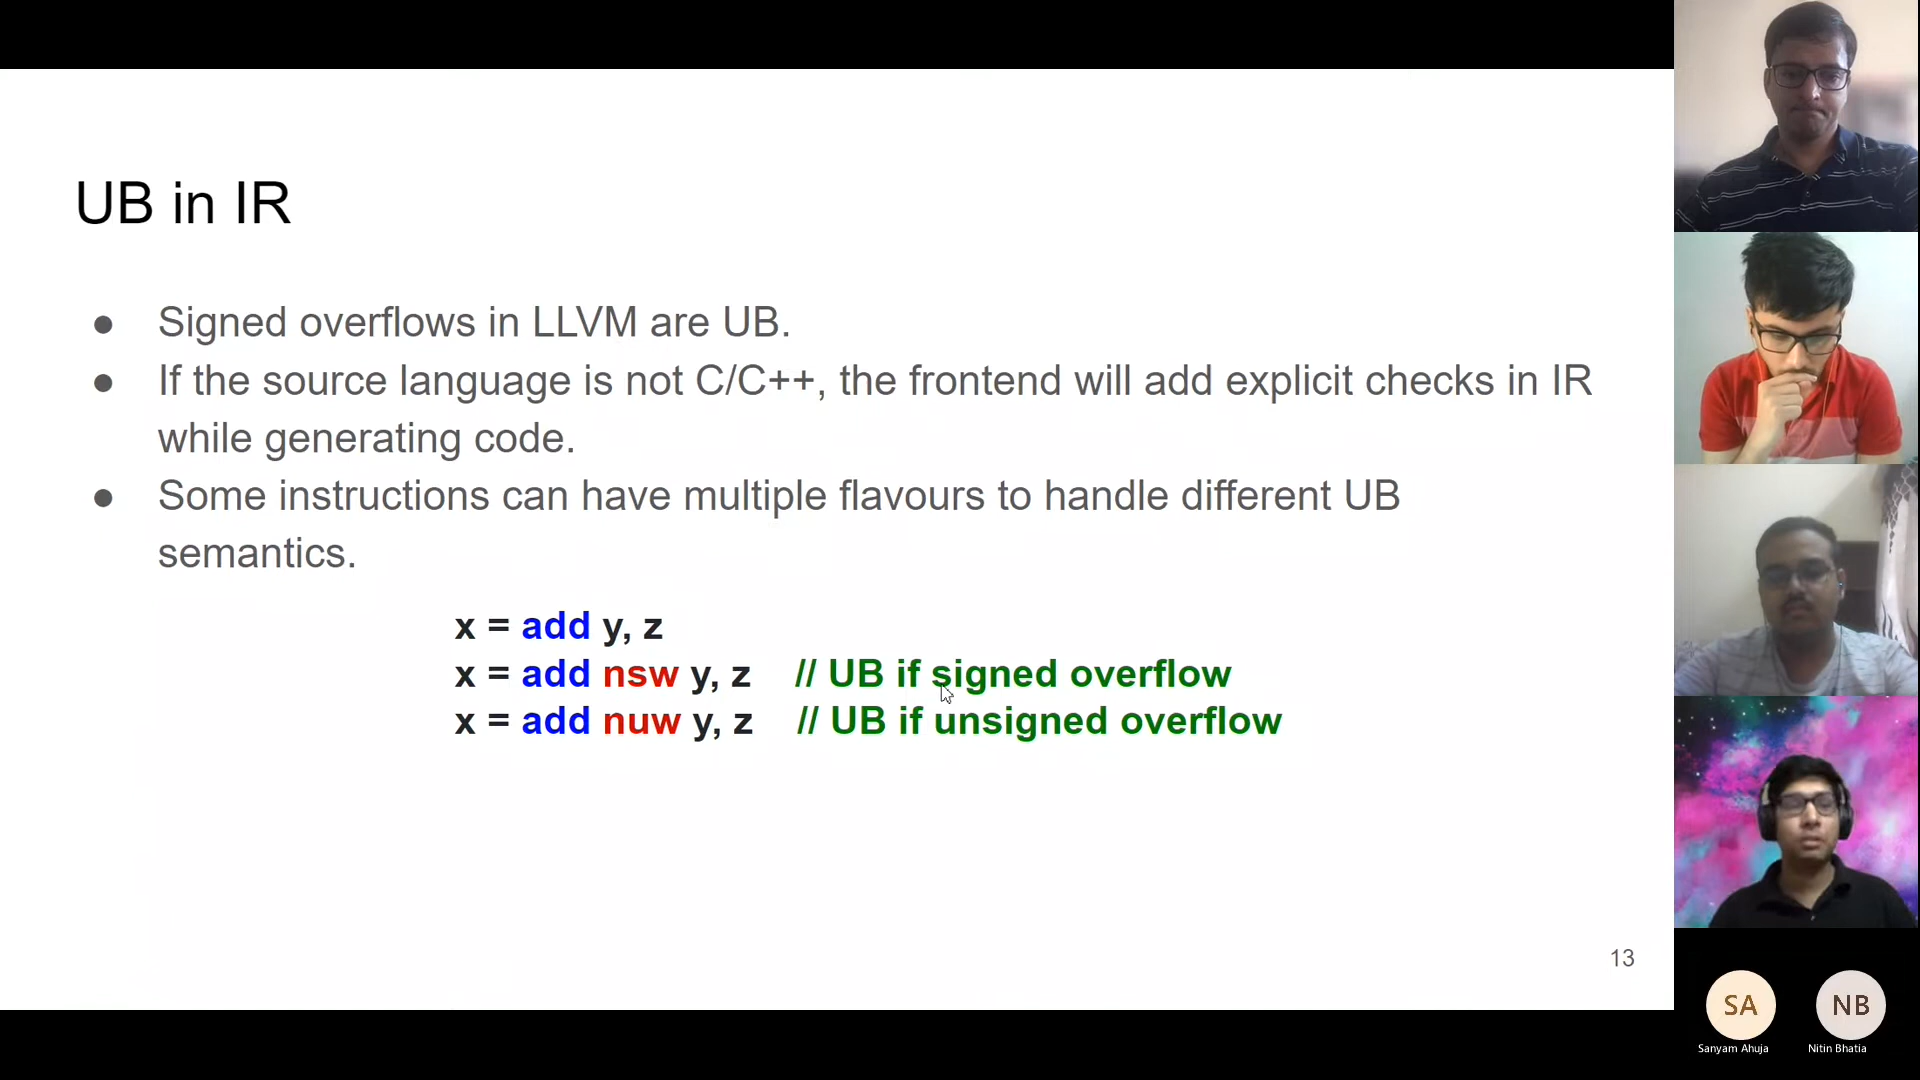 UB in IR
● Signed overflows in LLVM are UB.
● If the source language is not C/C++, the frontend will add explicit checks in IR
while generating code.
● Some instructions can have multiple flavours to handle different UB
semantics.
x = add y, z
x = add nsw y, z // UB if signed overflow
x = add nuw y, z // UB if unsigned overflow
13
SA NB
Sanyam Ahuja Nitin Bhatia